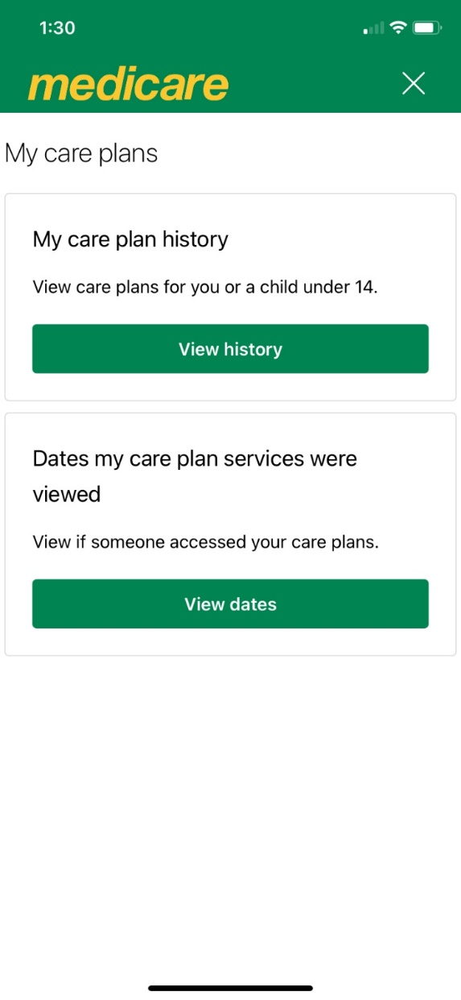 1:30
medicare
My care plans
My care plan history
View care plans for you or a child under 14.
View history
Dates my care plan services were
viewed
View if someone accessed your care plans.
View dates